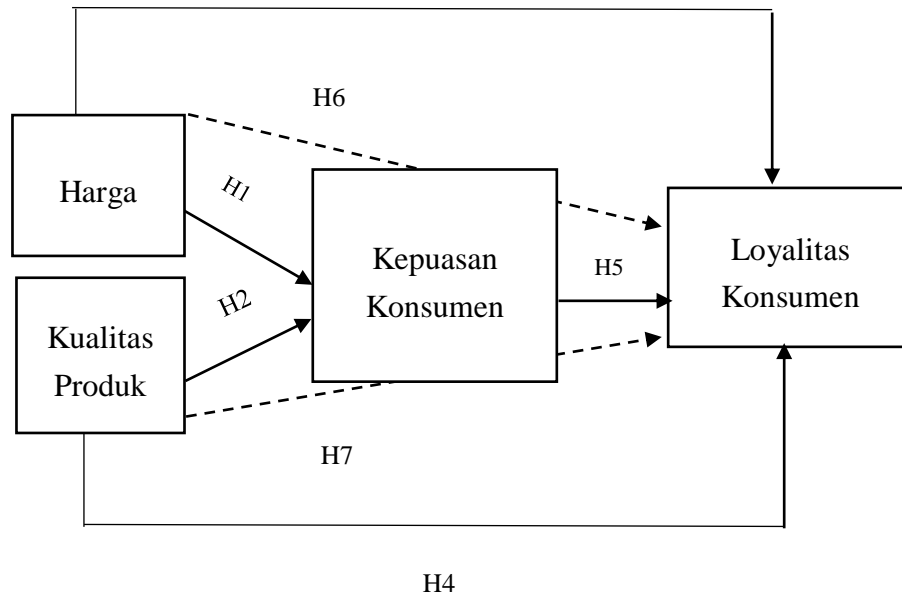 H6
Harga
H1
Kepuasan
Konsumen
Loyalitas
Konsumen
H5
H2
Kualitas
Produk
H7
H4